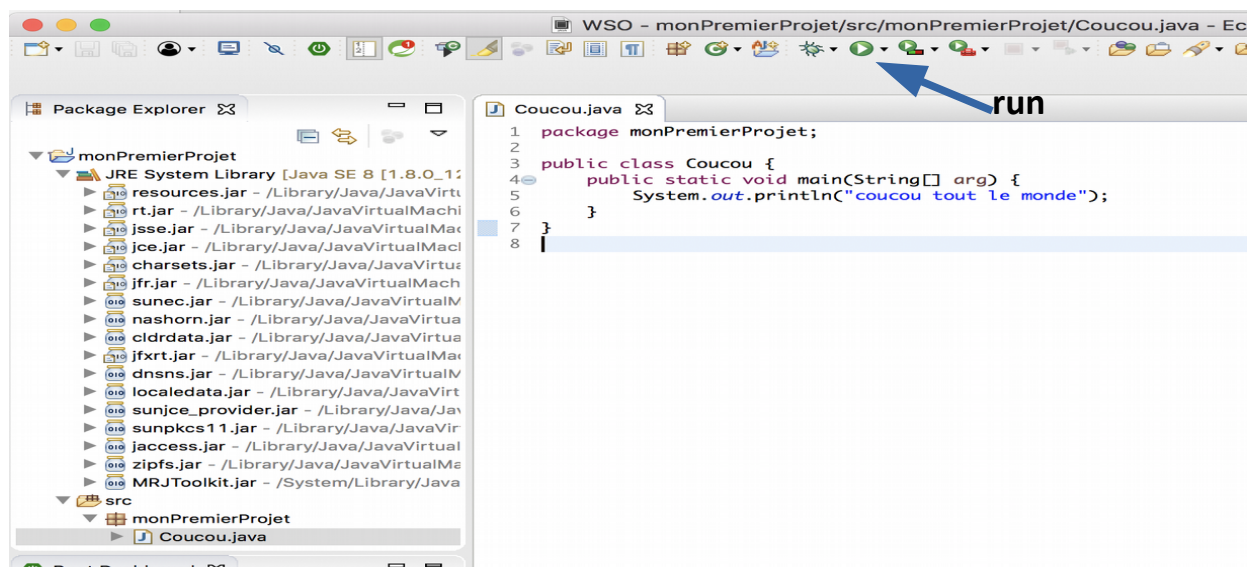 WSO - monPremierProjet/src/monPremierProjet/Coucou.java - Ec
run
Package Explorer
monPremierProjet
JRE System Library [Java SE 8 [1.8.0_12
resources.jar - /Library/Java/JavaVirtu
rt.jar - /Library/Java/JavaVirtualMachi
jsse.jar - /Library/Java/JavaVirtualMac
jce.jar - /Library/Java/JavaVirtualMacl
charsets.jar - /Library/Java/JavaVirtua
jfr.jar - /Library/Java/JavaVirtualMach
sunec.jar - /Library/Java/JavaVirtualM
nashorn.jar - /Library/Java/JavaVirtua
cldrdata.jar - /Library/Java/JavaVirtua
jfxrt.jar - /Library/Java/JavaVirtualMac
dnsns.jar - /Library/Java/JavaVirtualM
localedata.jar - /Library/Java/JavaVirt
sunjce_provider.jar - /Library/Java/Jav
sunpkcs11.jar - /Library/Java/JavaVir
jaccess.jar - /Library/Java/JavaVirtual
zipfs.jar - /Library/Java/JavaVirtualMa
MRJToolkit.jar - /System/Library/Java
src
monPremierProjet
Coucou.java
Coucou.java
1 package monPremierProjet;
2
3 public class Coucou {
4 public static void main(String[] arg) {
5 System.out.println("coucou tout le monde");
6 }
7 }
8